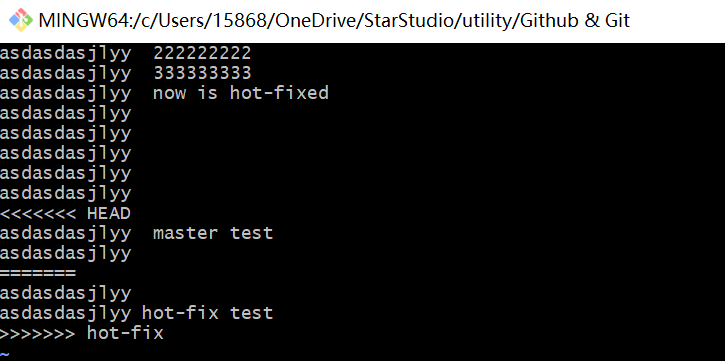 MINGW64:/c/Users/15868/OneDrive/StarStudio/utility/Github & Git
asdasdasjlyy  222222222
asdasdasjlyy  333333333
asdasdasjlyy  now is hot-fixed
asdasdasjlyy
asdasdasjlyy
asdasdasjlyy
asdasdasjlyy
asdasdasjlyy
<<<<<<< HEAD
asdasdasjlyy  master test
asdasdasjlyy
=======
asdasdasjlyy
asdasdasjlyy hot-fix test
>>>>>>> hot-fix
~